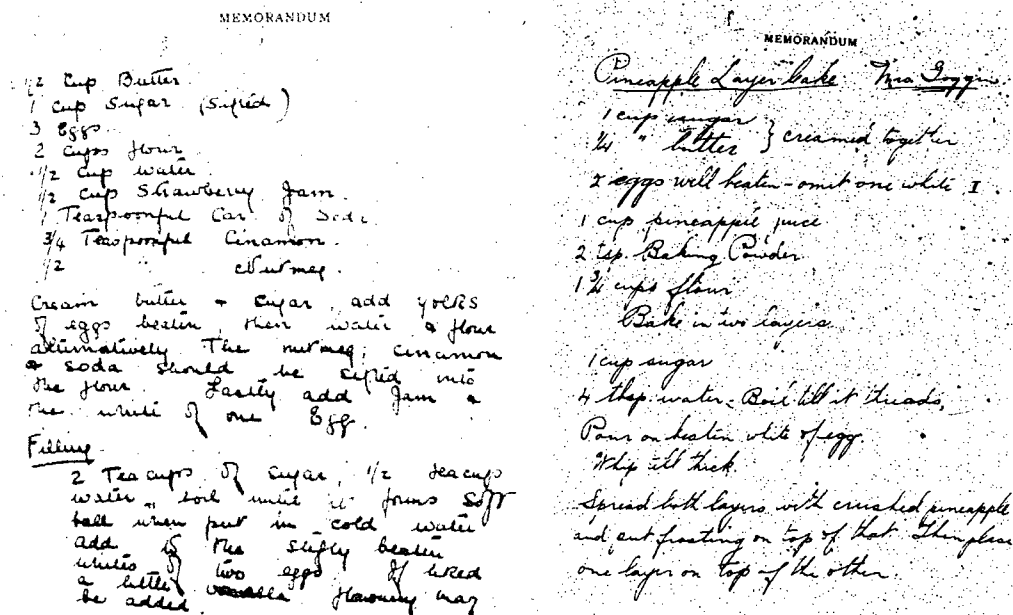 MEMORANDUM
1/2 Cup Butter
1 cup Sugar (Sifted)
3 Eggs
2 cups flour
1/2 cup water
1/2 cup Strawberry Jam
1 Teaspoonful Car. of Soda
3/4 Teaspoonful Cinamon.
1/2 " Nutmeg.
Cream butter & sugar, add yolks
of eggs beaten, then water & flour
alternatively The nutmeg, cinnamon
& soda should be sifted into
the flour. Lastly add Jam &
the white of one Egg.
Filling
2 Teacups of sugar, 1/2 teacup
water, boil until it forms soft
ball when put in cold water
add to the stifly beaten
whites of two eggs. If liked
a little vanilla flavouring may
be added.
MEMORANDUM
Pineapple Layer Cake Mrs Goggin
1 cup sugar
1/4 " butter } creamed together
2 eggs well beaten - omit one white
1 cup pineapple juice
2 tsp. Baking Powder
1 3/4 cups flour
Bake in two layers
1 cup sugar
4 tbsp. water - Boil till it threads,
Pour on beaten white of egg.
Whip till thick.
Spread both layers with crushed pineapple
and put frosting on top of that. Then place
one layer on top of the other.